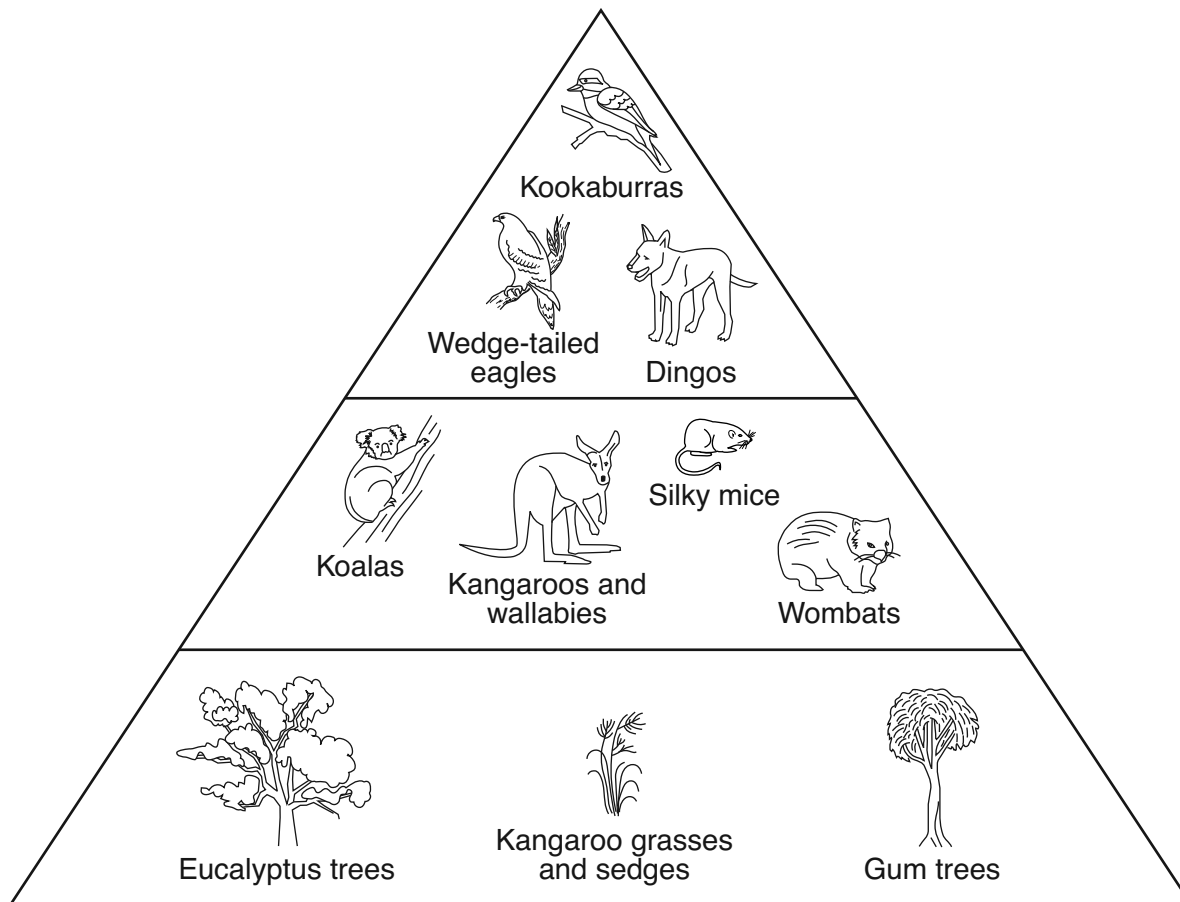 Kookaburras
Wedge-tailed
eagles
Dingos
Koalas
Kangaroos and
wallabies
Silky mice
Wombats
Eucalyptus trees
Kangaroo grasses
and sedges
Gum trees